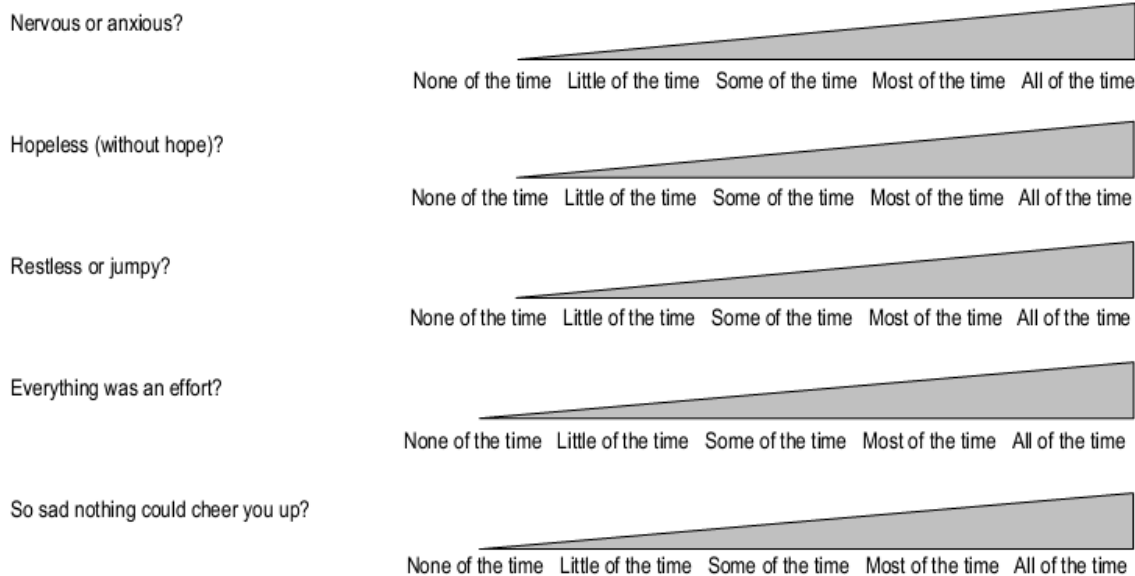 Nervous or anxious?
None of the time Little of the time Some of the time Most of the time All of the time
Hopeless (without hope)?
None of the time Little of the time Some of the time Most of the time All of the time
Restless or jumpy?
None of the time Little of the time Some of the time Most of the time All of the time
Everything was an effort?
None of the time Little of the time Some of the time Most of the time All of the time
So sad nothing could cheer you up?
None of the time Little of the time Some of the time Most of the time All of the time